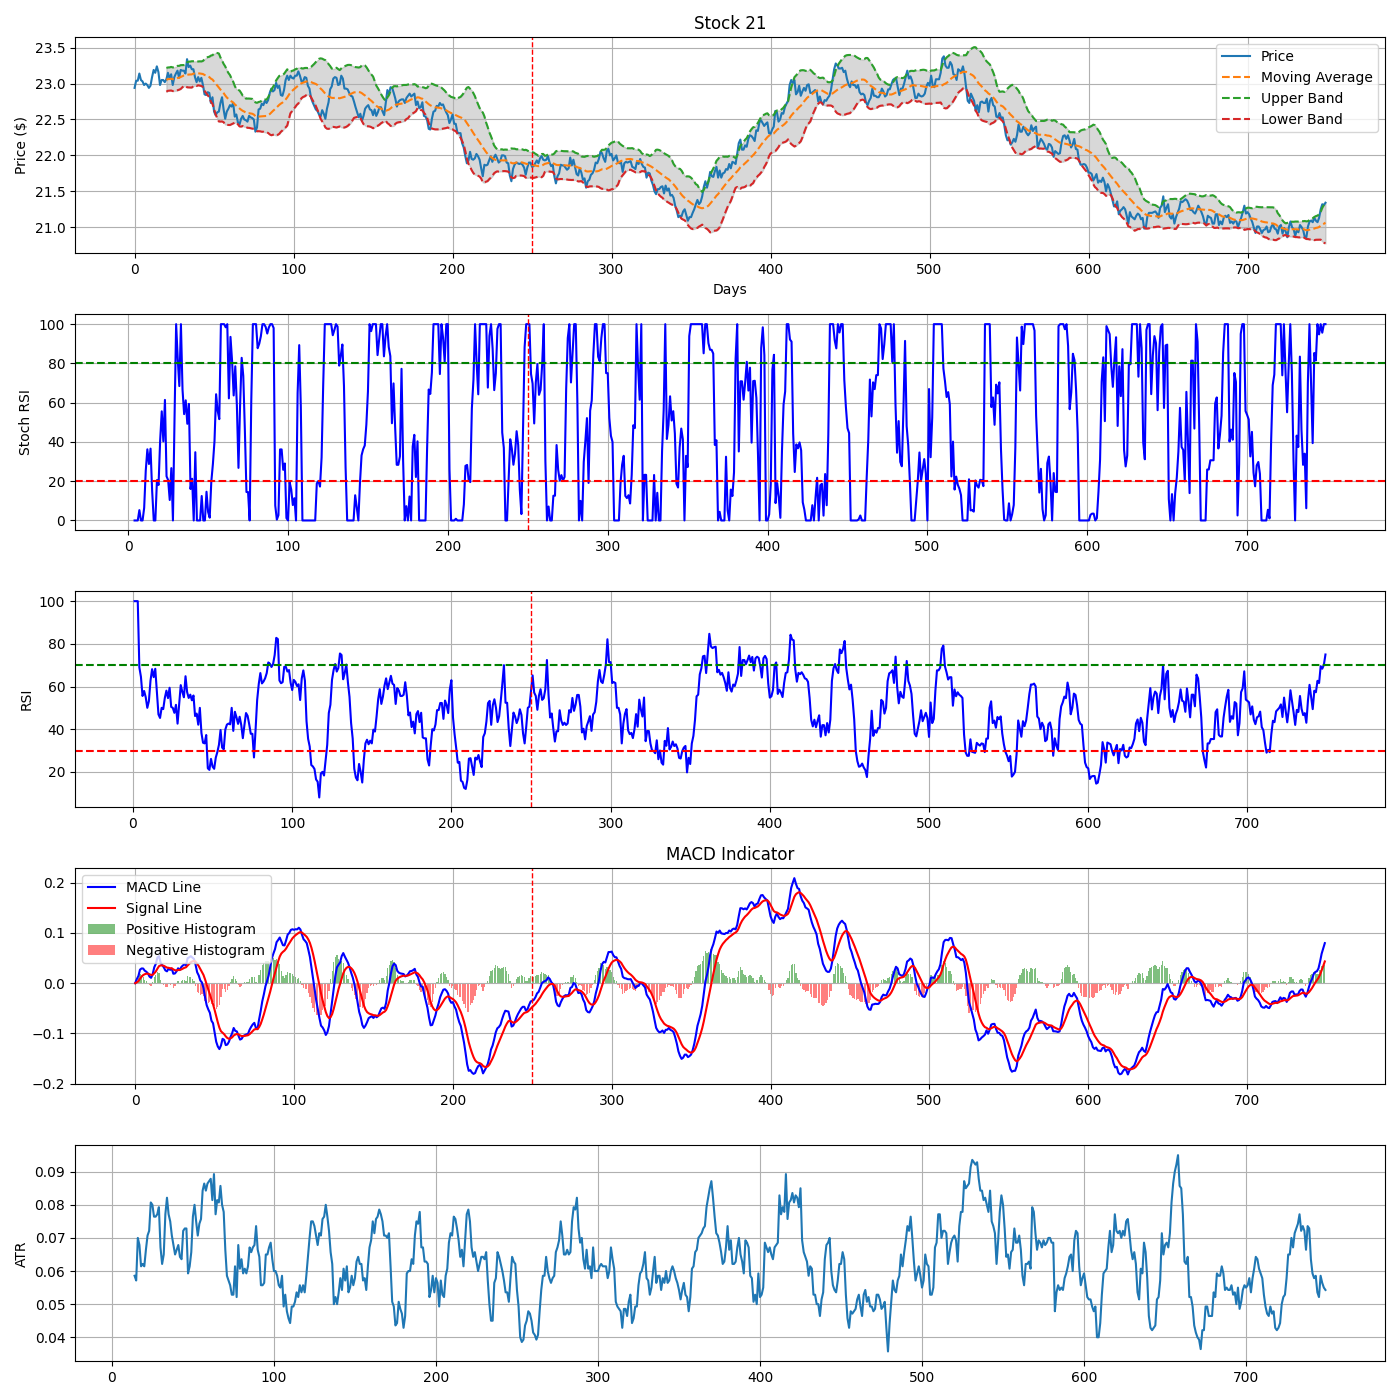 Stock 21
Price ($)
23.5
23.0
22.5
22.0
21.5
21.0
Price
Moving Average
Upper Band
Lower Band
0 100 200 300 400 500 600 700
Days
Stoch RSI
100
80
60
40
20
0
0 100 200 300 400 500 600 700
RSI
100
80
60
40
20
0 100 200 300 400 500 600 700
MACD Indicator
0.2
0.1
0.0
−0.1
−0.2
MACD Line
Signal Line
Positive Histogram
Negative Histogram
0 100 200 300 400 500 600 700
ATR
0.09
0.08
0.07
0.06
0.05
0.04
0 100 200 300 400 500 600 700